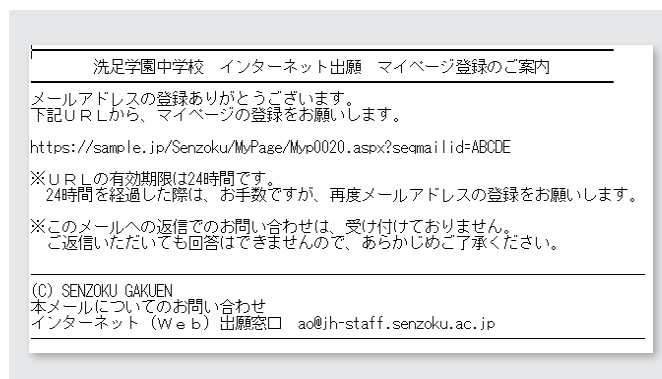 洗足学園中学校　インターネット出願　マイページ登録のご案内
メールアドレスの登録ありがとうございます。
下記ＵＲＬから、マイページの登録をお願いします。
https://sample.jp/Senzoku/MyPage/Myp0020.aspx?seqmailid=ABCDE
※ＵＲＬの有効期限は24時間です。
24時間を経過した際は、お手数ですが、再度メールアドレスの登録をお願いします。
※このメールへの返信でのお問い合わせは、受け付けておりません。
ご返信いただいても回答はできませんので、あらかじめご了承ください。
(C) SENZOKU GAKUEN
本メールについてのお問い合わせ
インターネット（Ｗｅｂ）出願窓口　ao@jh-staff.senzoku.ac.jp